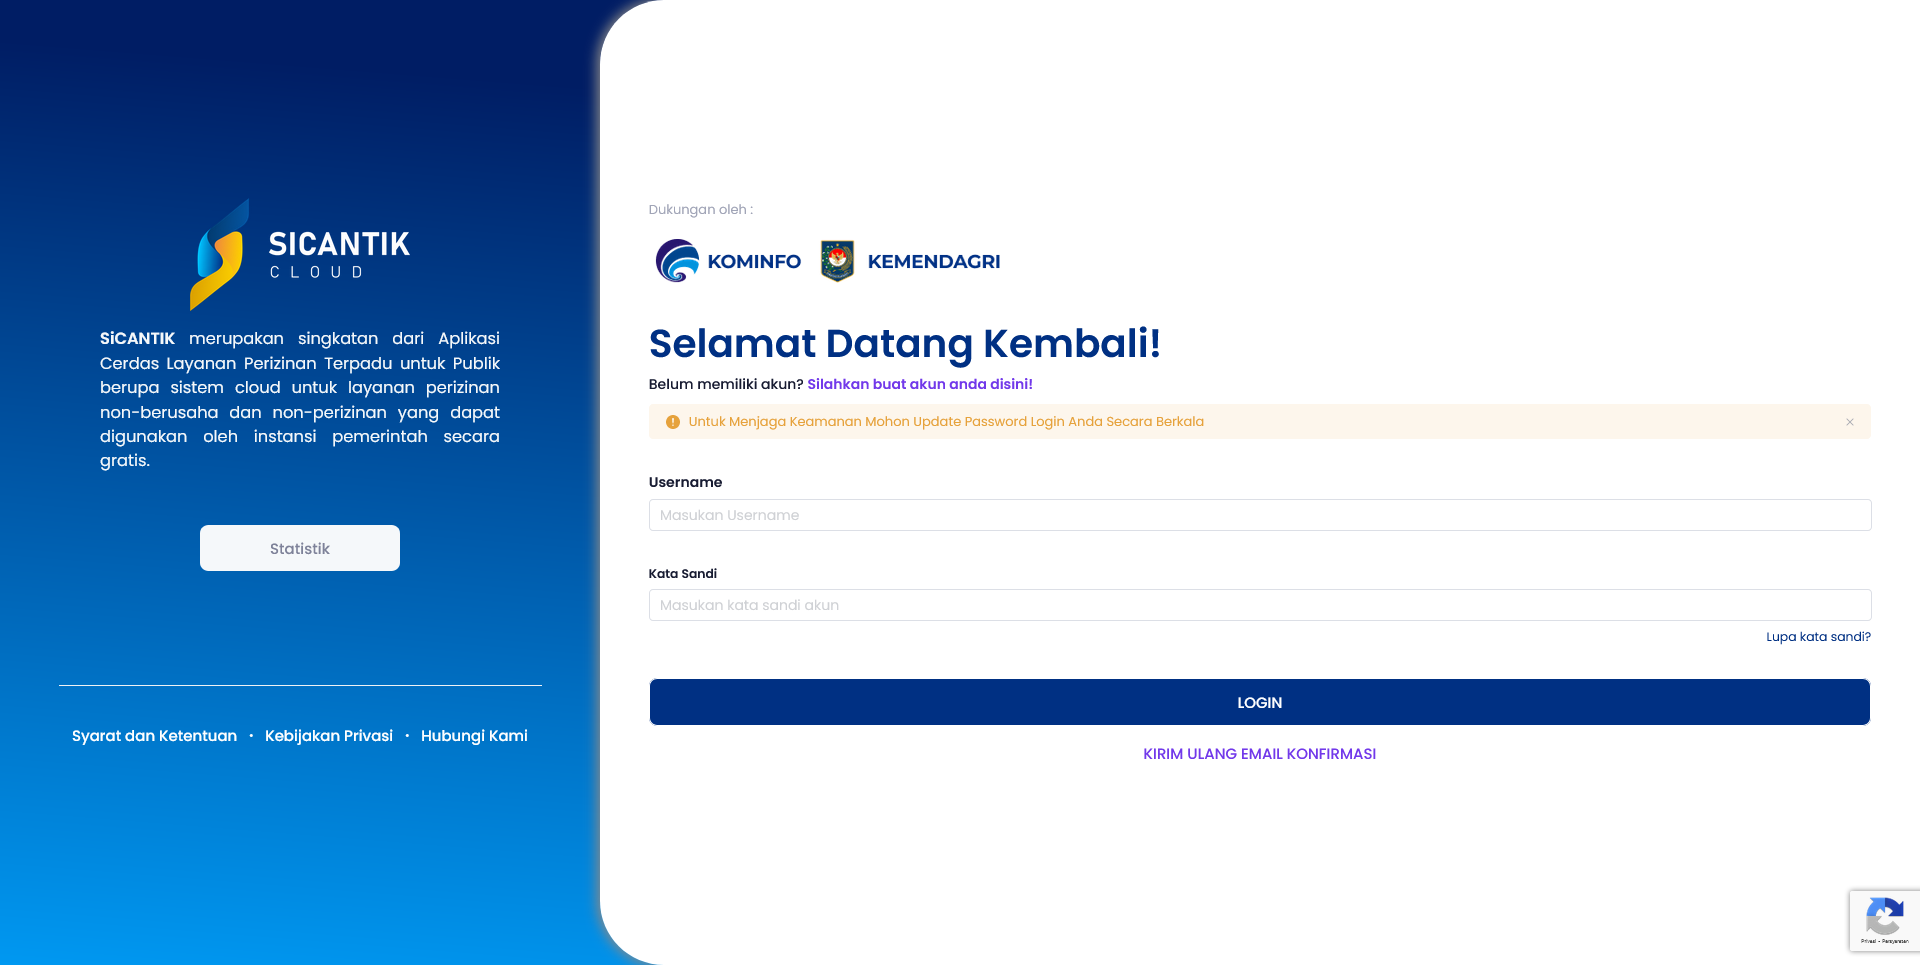 SICANTIK
CLOUD
SiCANTIK merupakan singkatan dari Aplikasi
Cerdas Layanan Perizinan Terpadu untuk Publik
berupa sistem cloud untuk layanan perizinan
non-berusaha dan non-perizinan yang dapat
digunakan oleh instansi pemerintah secara
gratis.
Statistik
Syarat dan Ketentuan • Kebijakan Privasi • Hubungi Kami
Dukungan oleh :
KOMINFO KEMENDAGRI
Selamat Datang Kembali!
Belum memiliki akun? Silahkan buat akun anda disini!
Untuk Menjaga Keamanan Mohon Update Password Login Anda Secara Berkala
Username
Masukan Username
Kata Sandi
Masukan kata sandi akun
Lupa kata sandi?
LOGIN
KIRIM ULANG EMAIL KONFIRMASI
Privasi - Persyaratan